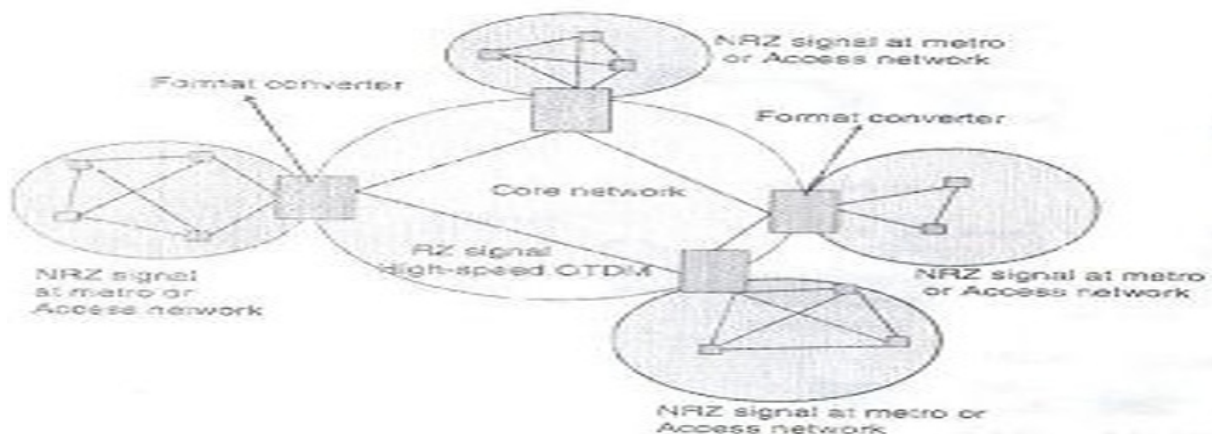 NRZ signal at metro
or Access network
Format converter
Format converter
Core network
RZ signal
High-speed OTDM
NRZ signal
at metro or
Access network
NRZ signal at metro
or Access network
NRZ signal at metro or
Access network